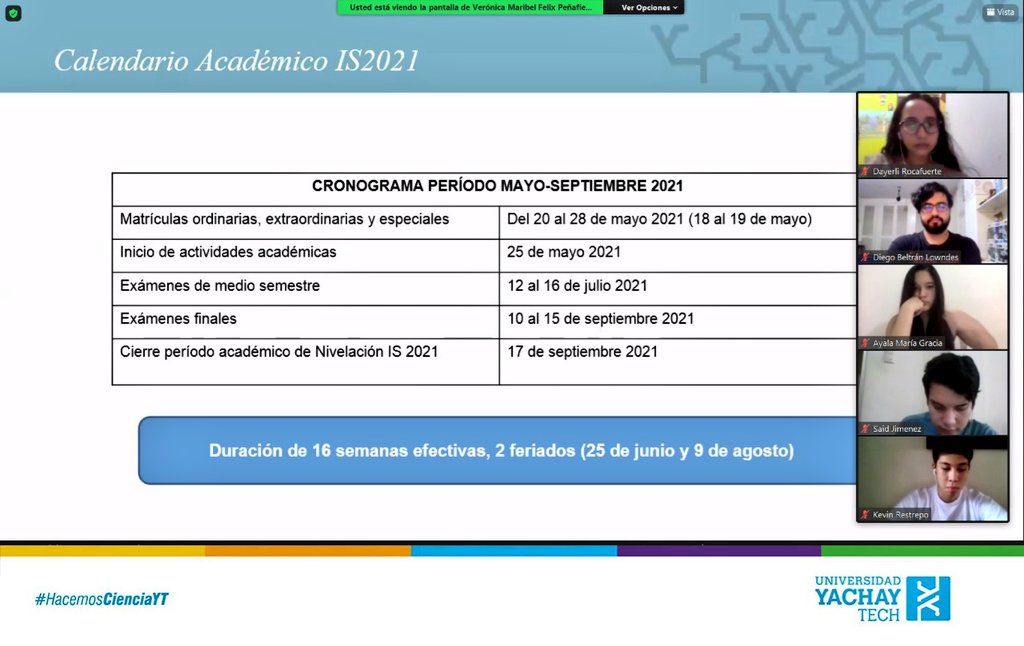 Usted está viendo la pantalla de Verónica Maribel Felix Peñafie...
Ver Opciones
Vista
Calendario Académico IS2021
CRONOGRAMA PERÍODO MAYO-SEPTIEMBRE 2021
Matrículas ordinarias, extraordinarias y especiales Del 20 al 28 de mayo 2021 (18 al 19 de mayo)
Inicio de actividades académicas 25 de mayo 2021
Exámenes de medio semestre 12 al 16 de julio 2021
Exámenes finales 10 al 15 de septiembre 2021
Cierre período académico de Nivelación IS 2021 17 de septiembre 2021
Duración de 16 semanas efectivas, 2 feriados (25 de junio y 9 de agosto)
Dayerli Rocafuerte
Diego Beltrán Lowndes
Ayala María Gracia
Said Jimenez
Kevin Restrepo
#HacemosCienciaYT
UNIVERSIDAD
YACHAY
TECH